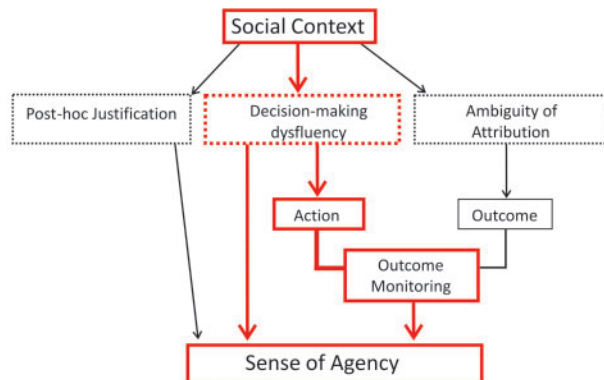 Social Context
Post-hoc Justification
Decision-making
dysfluency
Ambiguity of
Attribution
Action
Outcome
Outcome
Monitoring
Sense of Agency